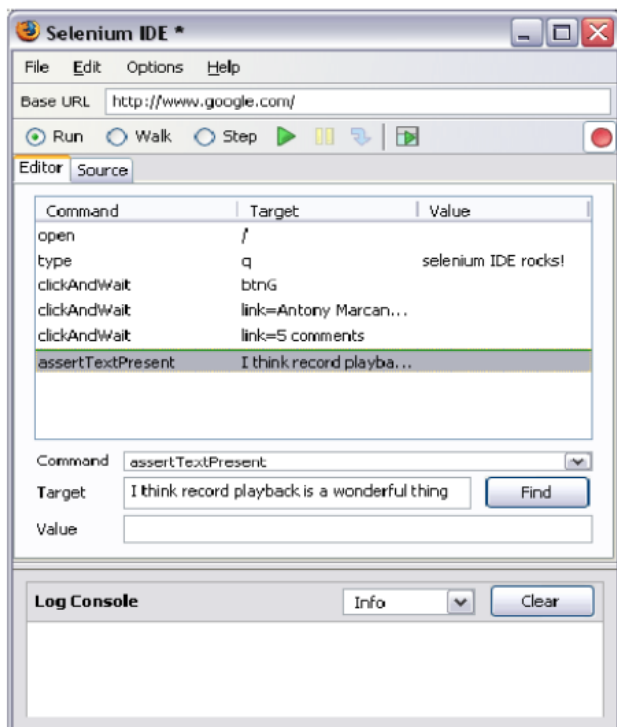 Selenium IDE *
File Edit Options Help
Base URL http://www.google.com/
Run Walk Step
Editor Source
Command Target Value
open /
type q selenium IDE rocks!
clickAndWait btnG
clickAndWait link=Antony Marcan...
clickAndWait link=5 comments
assertTextPresent I think record playba...
Command assertTextPresent
Target I think record playback is a wonderful thing Find
Value
Log Console Info Clear